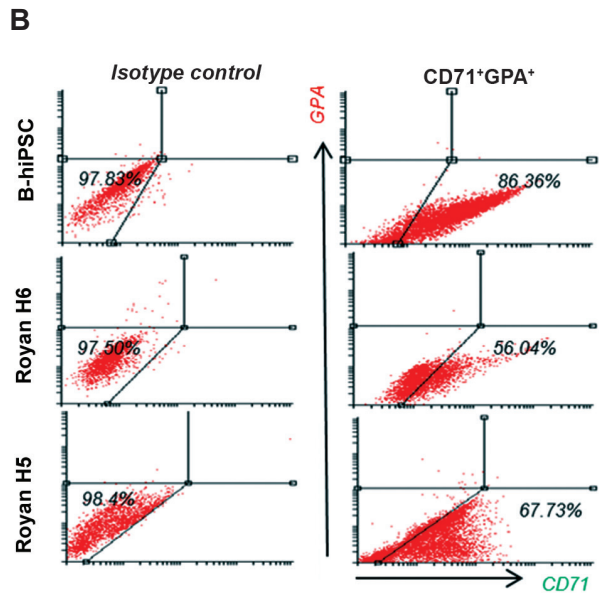 B
Isotype control
CD71⁺GPA⁺
GPA
B-hiPSC
97.83%
86.36%
Royan H6
97.50%
56.04%
Royan H5
98.4%
67.73%
CD71